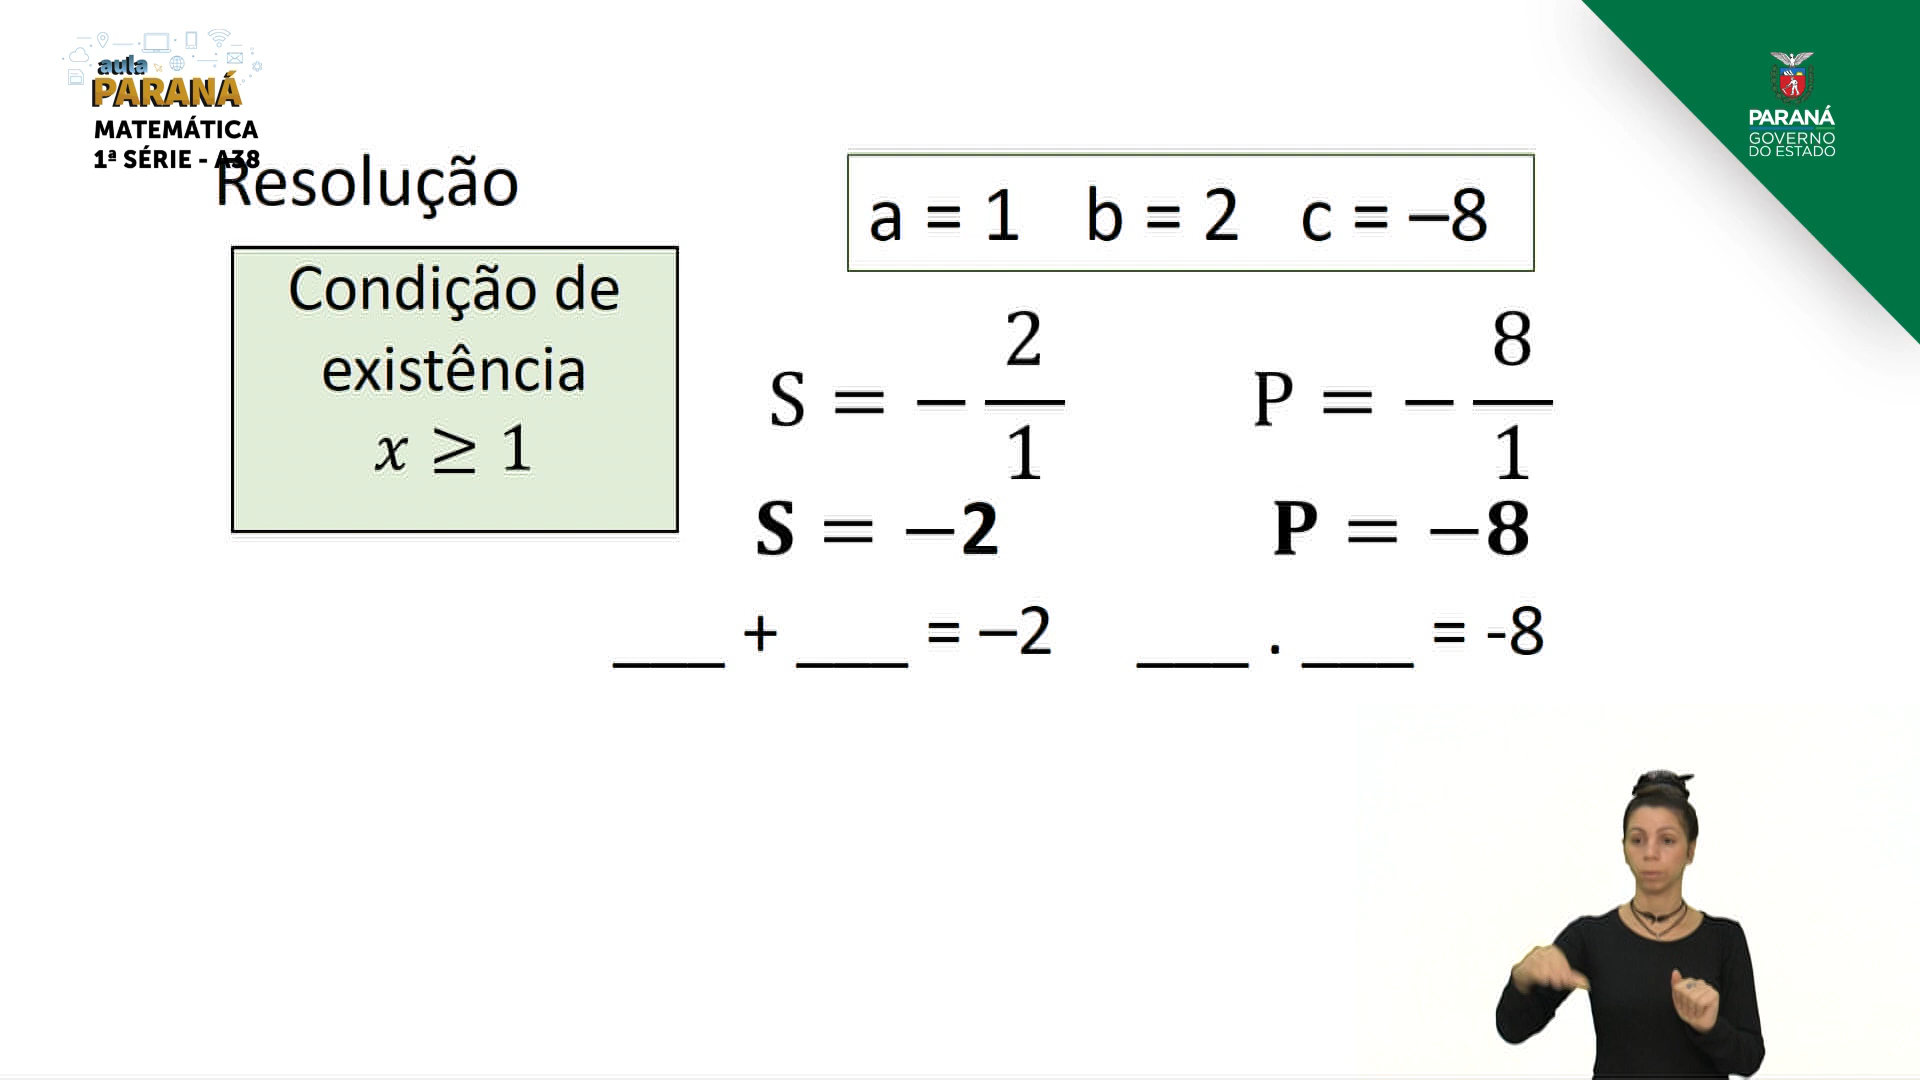 aula
PARANÁ
MATEMÁTICA
1ª SÉRIE - A38
PARANÁ
GOVERNO
DO ESTADO
Resolução
a = 1 b = 2 c = –8
Condição de
existência
x ≥ 1
S = − 2/1 P = − 8/1
S = −2 P = −8
___ + ___ = –2 ___ . ___ = -8